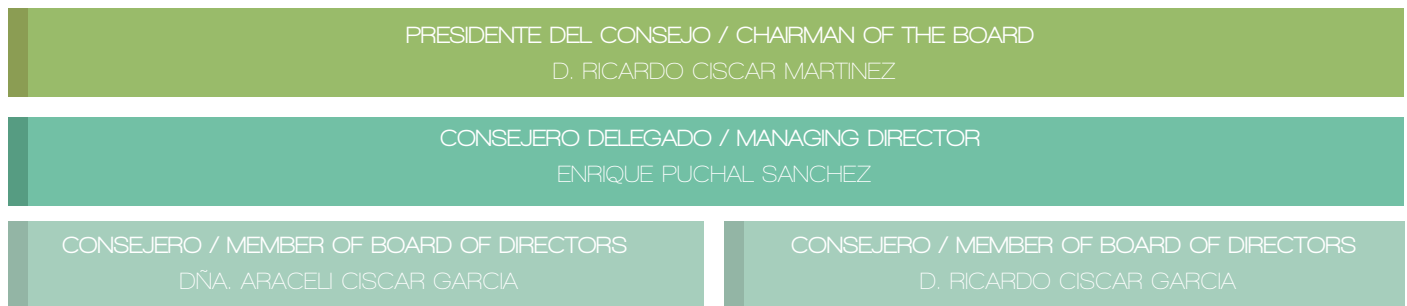 PRESIDENTE DEL CONSEJO / CHAIRMAN OF THE BOARD
D. RICARDO CISCAR MARTINEZ
CONSEJERO DELEGADO / MANAGING DIRECTOR
ENRIQUE PUCHAL SANCHEZ
CONSEJERO / MEMBER OF BOARD OF DIRECTORS
DÑA. ARACELI CISCAR GARCIA
CONSEJERO / MEMBER OF BOARD OF DIRECTORS
D. RICARDO CISCAR GARCIA